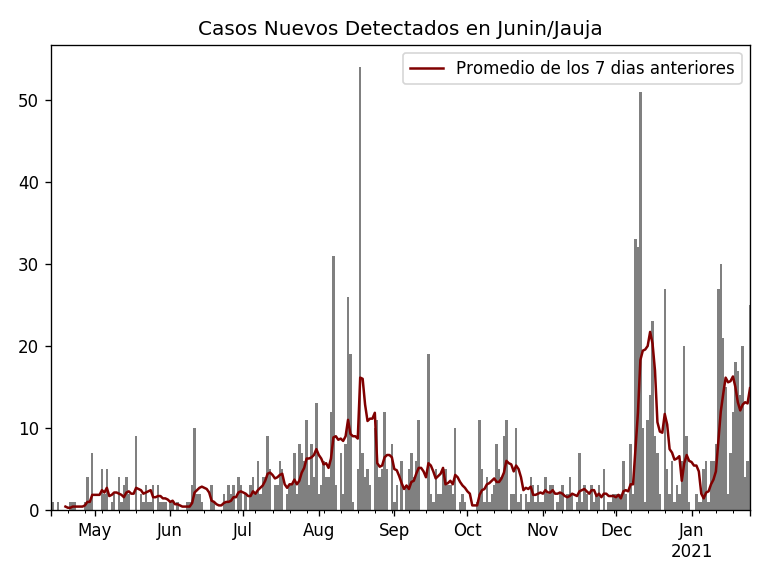 Casos Nuevos Detectados en Junin/Jauja
Promedio de los 7 dias anteriores
50
40
30
20
10
0
May Jun Jul Aug Sep Oct Nov Dec Jan
2021